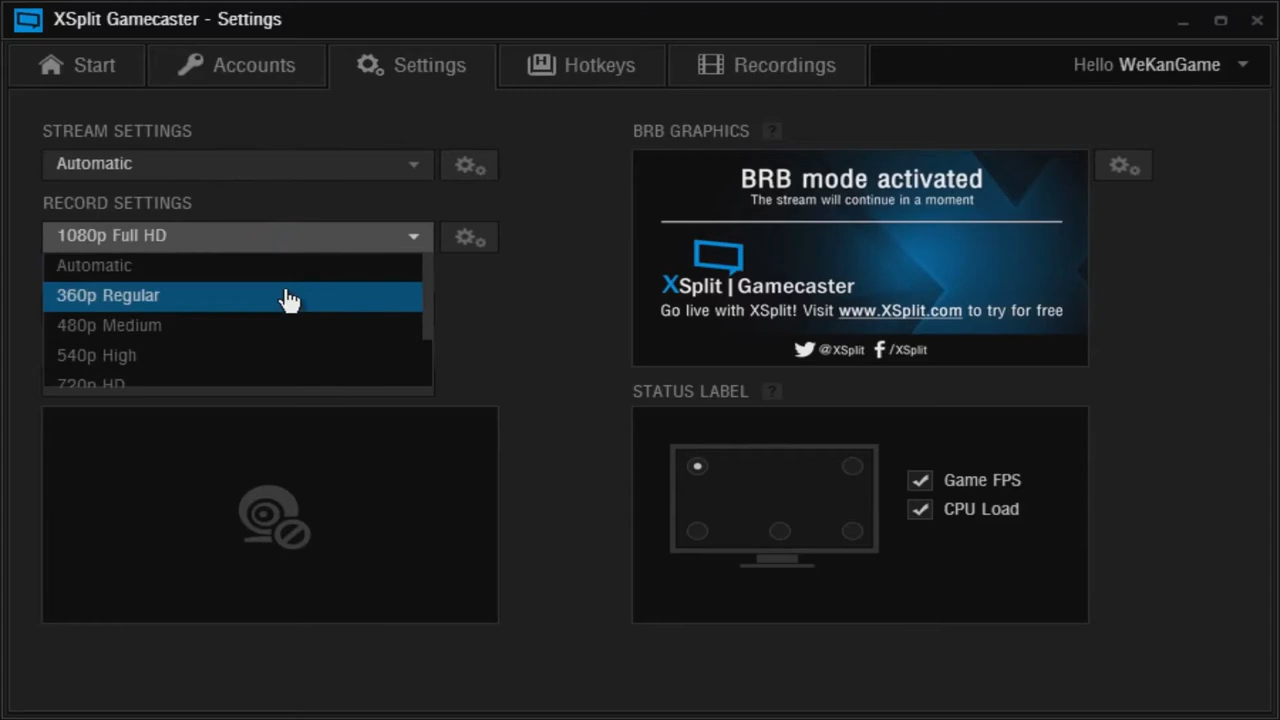 XSplit Gamecaster - Settings
Start
Accounts
Settings
Hotkeys
Recordings
Hello WeKanGame
STREAM SETTINGS
Automatic
RECORD SETTINGS
1080p Full HD
Automatic
360p Regular
480p Medium
540p High
720p HD
BRB GRAPHICS ?
BRB mode activated
The stream will continue in a moment
XSplit | Gamecaster
Go live with XSplit! Visit www.XSplit.com to try for free
@XSplit /XSplit
STATUS LABEL ?
Game FPS
CPU Load